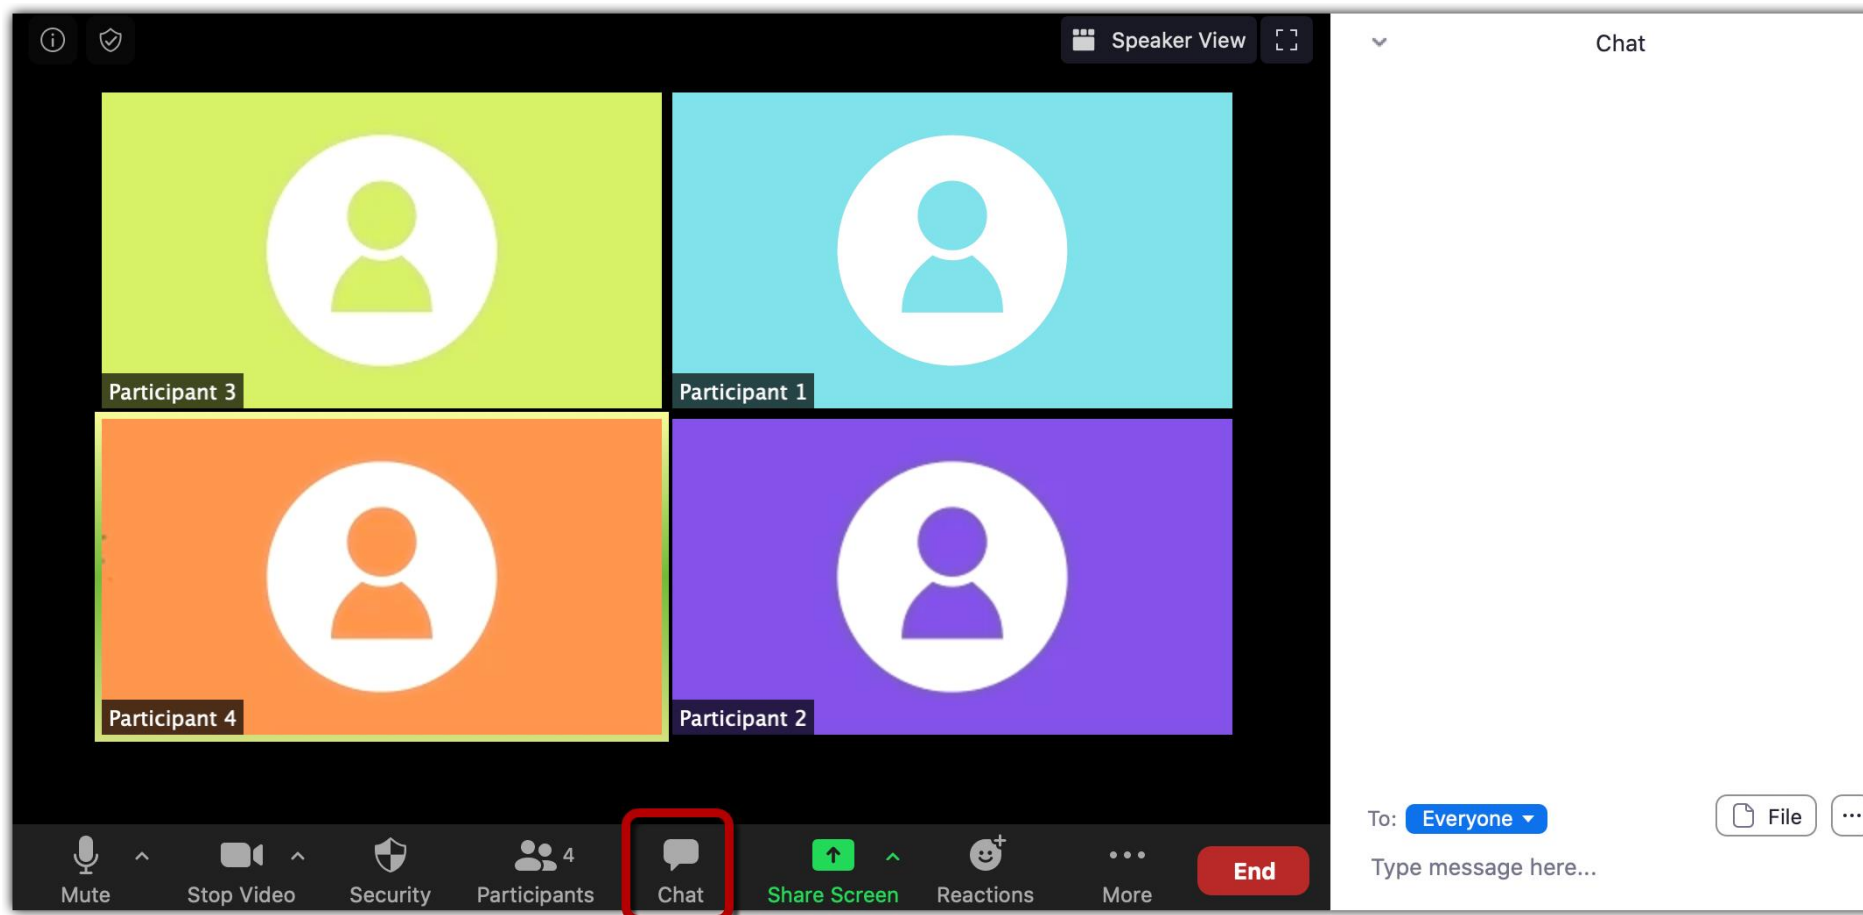 Speaker View
Chat
Participant 3
Participant 1
Participant 4
Participant 2
To: Everyone
File
Type message here...
4
Mute
Stop Video
Security
Participants
Chat
Share Screen
Reactions
More
End